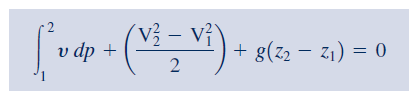 ∫₁² v dp + ((V₂² − V₁²)/2) + g(z₂ − z₁) = 0